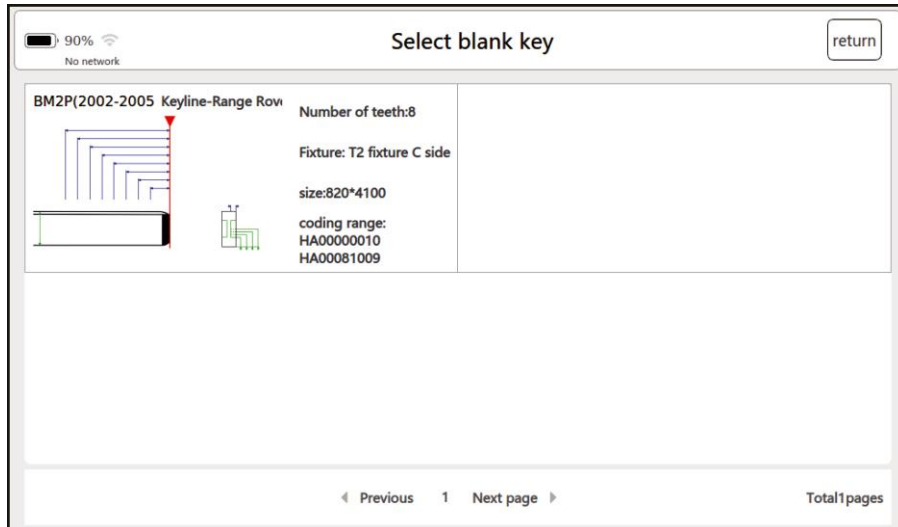 90%
No network
Select blank key
return
BM2P(2002-2005 Keyline-Range Rov
Number of teeth:8
Fixture: T2 fixture C side
size:820*4100
coding range:
HA00000010
HA00081009
Previous 1 Next page
Total1pages